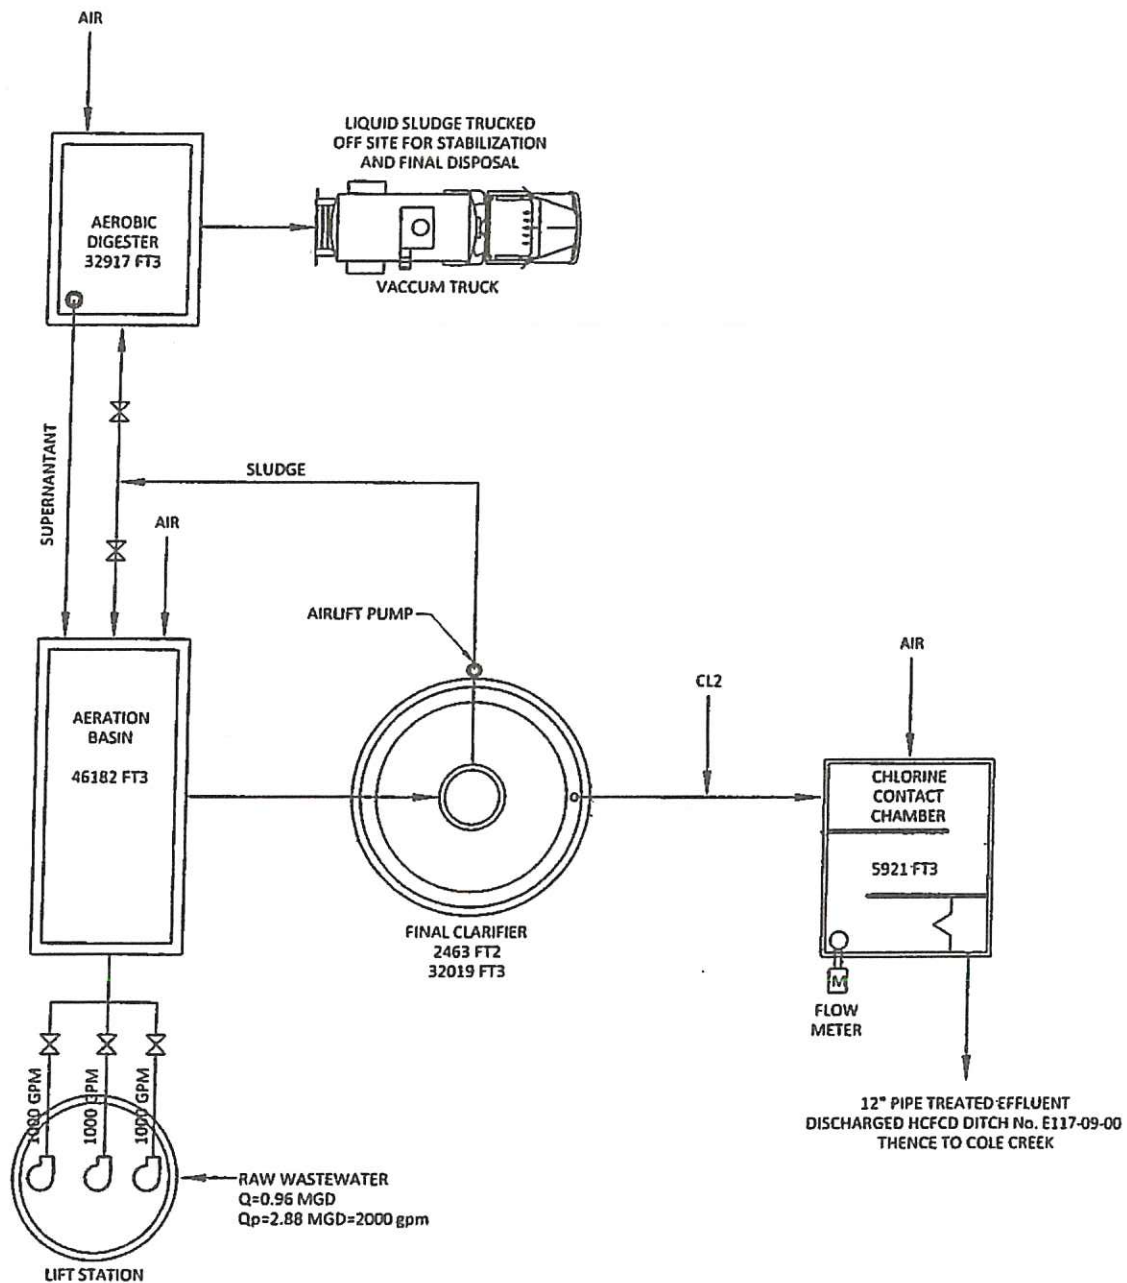 AIR
LIQUID SLUDGE TRUCKED
OFF SITE FOR STABILIZATION
AND FINAL DISPOSAL
AEROBIC
DIGESTER
32917 FT3
VACCUM TRUCK
SUPERNANTANT
SLUDGE
AIR
AIRLIFT PUMP
AERATION
BASIN
46182 FT3
CL2
AIR
CHLORINE
CONTACT
CHAMBER
5921 FT3
FINAL CLARIFIER
2463 FT2
32019 FT3
M
FLOW
METER
1000 GPM
1000 GPM
1000 GPM
12" PIPE TREATED EFFLUENT
DISCHARGED HCFCD DITCH No. E117-09-00
THENCE TO COLE CREEK
RAW WASTEWATER
Q=0.96 MGD
Qp=2.88 MGD=2000 gpm
LIFT STATION